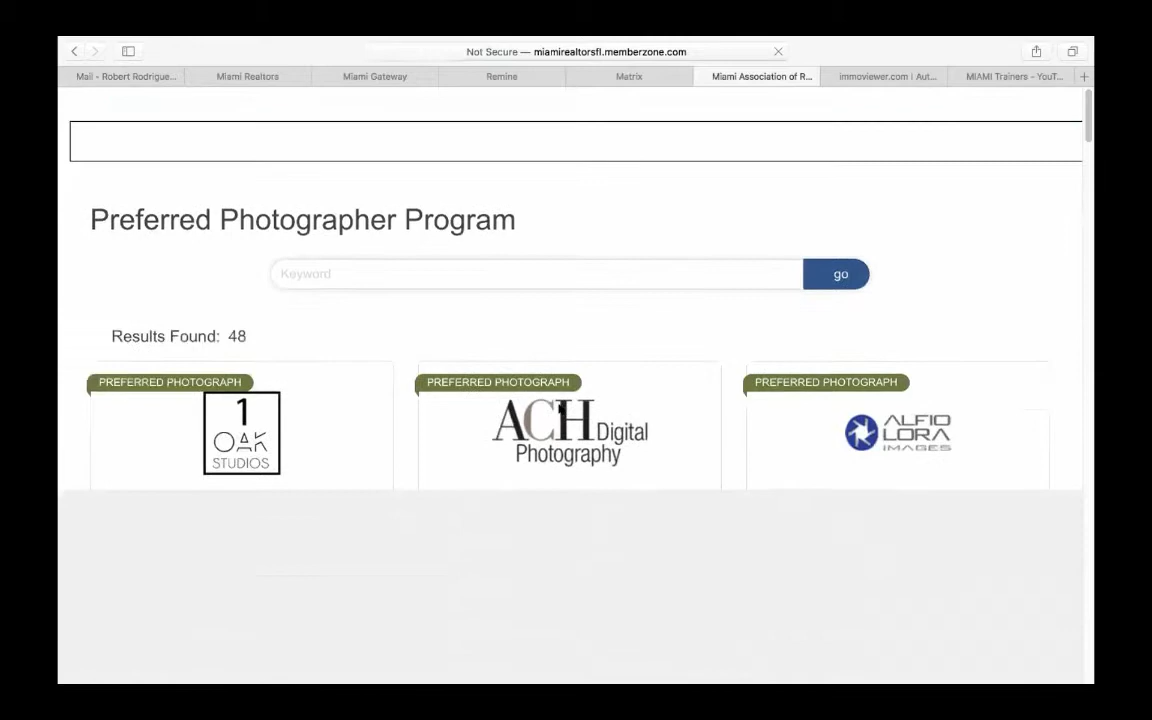 Not Secure — miamirealtorsfl.memberzone.com
Mail - Robert Rodrigue... Miami Realtors Miami Gateway Remine Matrix Miami Association of R... immoviewer.com | Aut... MIAMI Trainers - YouT...
Preferred Photographer Program
Keyword go
Results Found: 48
PREFERRED PHOTOGRAPH PREFERRED PHOTOGRAPH PREFERRED PHOTOGRAPH
1
OAK
STUDIOS
ACH Digital
Photography
ALFIO
LORA
IMAGES